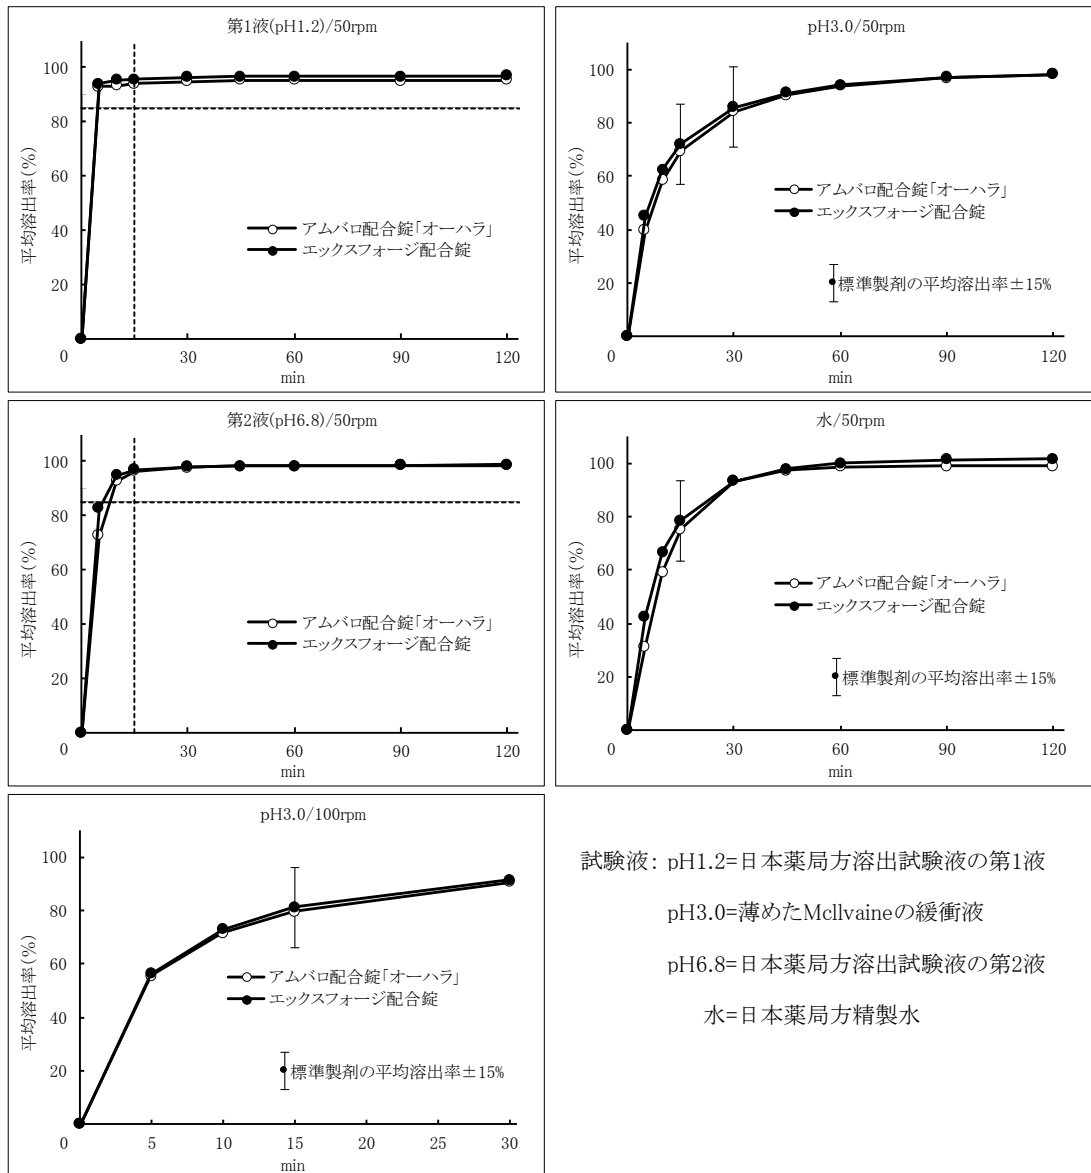 第1液(pH1.2)/50rpm
100
80
60
40
20
0
30
60
90
120
平均溶出率(%)
min
アムバロ配合錠「オーハラ」
エックスフォージ配合錠
pH3.0/50rpm
100
80
60
40
20
0
30
60
90
120
平均溶出率(%)
min
アムバロ配合錠「オーハラ」
エックスフォージ配合錠
標準製剤の平均溶出率±15%
第2液(pH6.8)/50rpm
100
80
60
40
20
0
30
60
90
120
平均溶出率(%)
min
アムバロ配合錠「オーハラ」
エックスフォージ配合錠
水/50rpm
100
80
60
40
20
0
30
60
90
120
平均溶出率(%)
min
アムバロ配合錠「オーハラ」
エックスフォージ配合錠
標準製剤の平均溶出率±15%
pH3.0/100rpm
100
80
60
40
20
0
5
10
15
20
25
30
平均溶出率(%)
min
アムバロ配合錠「オーハラ」
エックスフォージ配合錠
標準製剤の平均溶出率±15%
試験液: pH1.2=日本薬局方溶出試験液の第1液
pH3.0=薄めたMcllvaineの緩衝液
pH6.8=日本薬局方溶出試験液の第2液
水=日本薬局方精製水